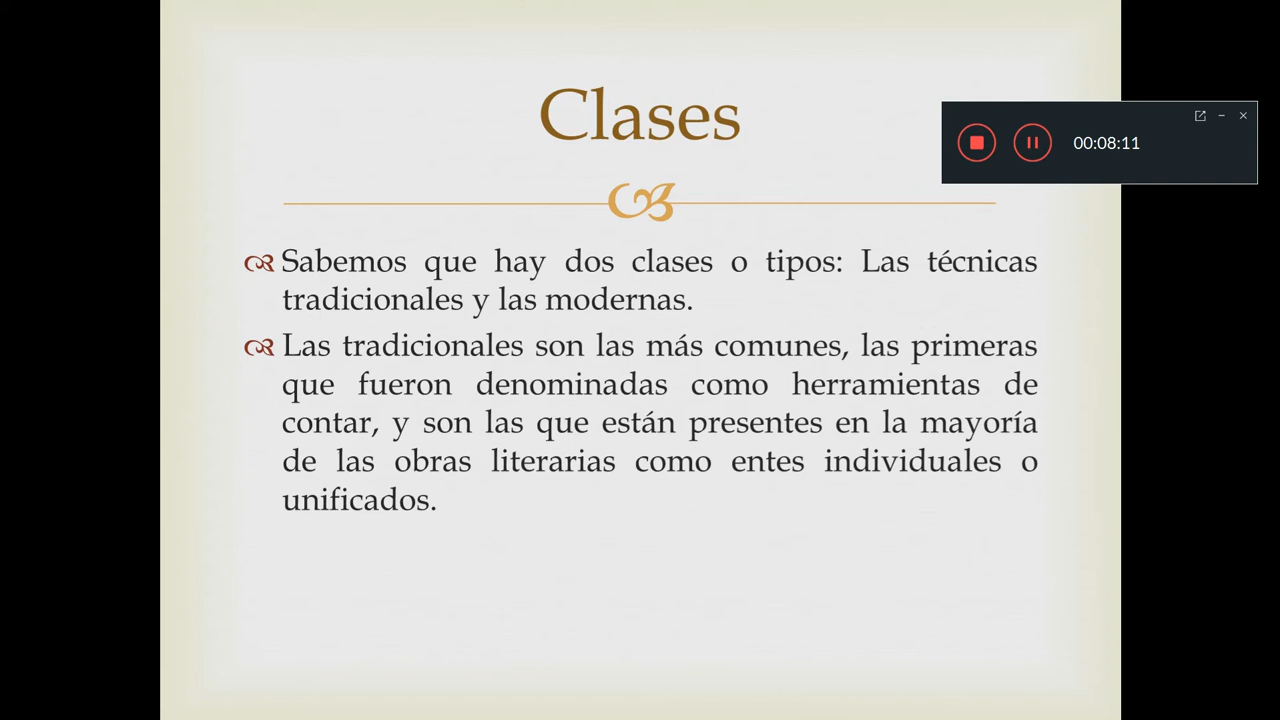 Clases
00:08:11
Sabemos que hay dos clases o tipos: Las técnicas
tradicionales y las modernas.
Las tradicionales son las más comunes, las primeras
que fueron denominadas como herramientas de
contar, y son las que están presentes en la mayoría
de las obras literarias como entes individuales o
unificados.